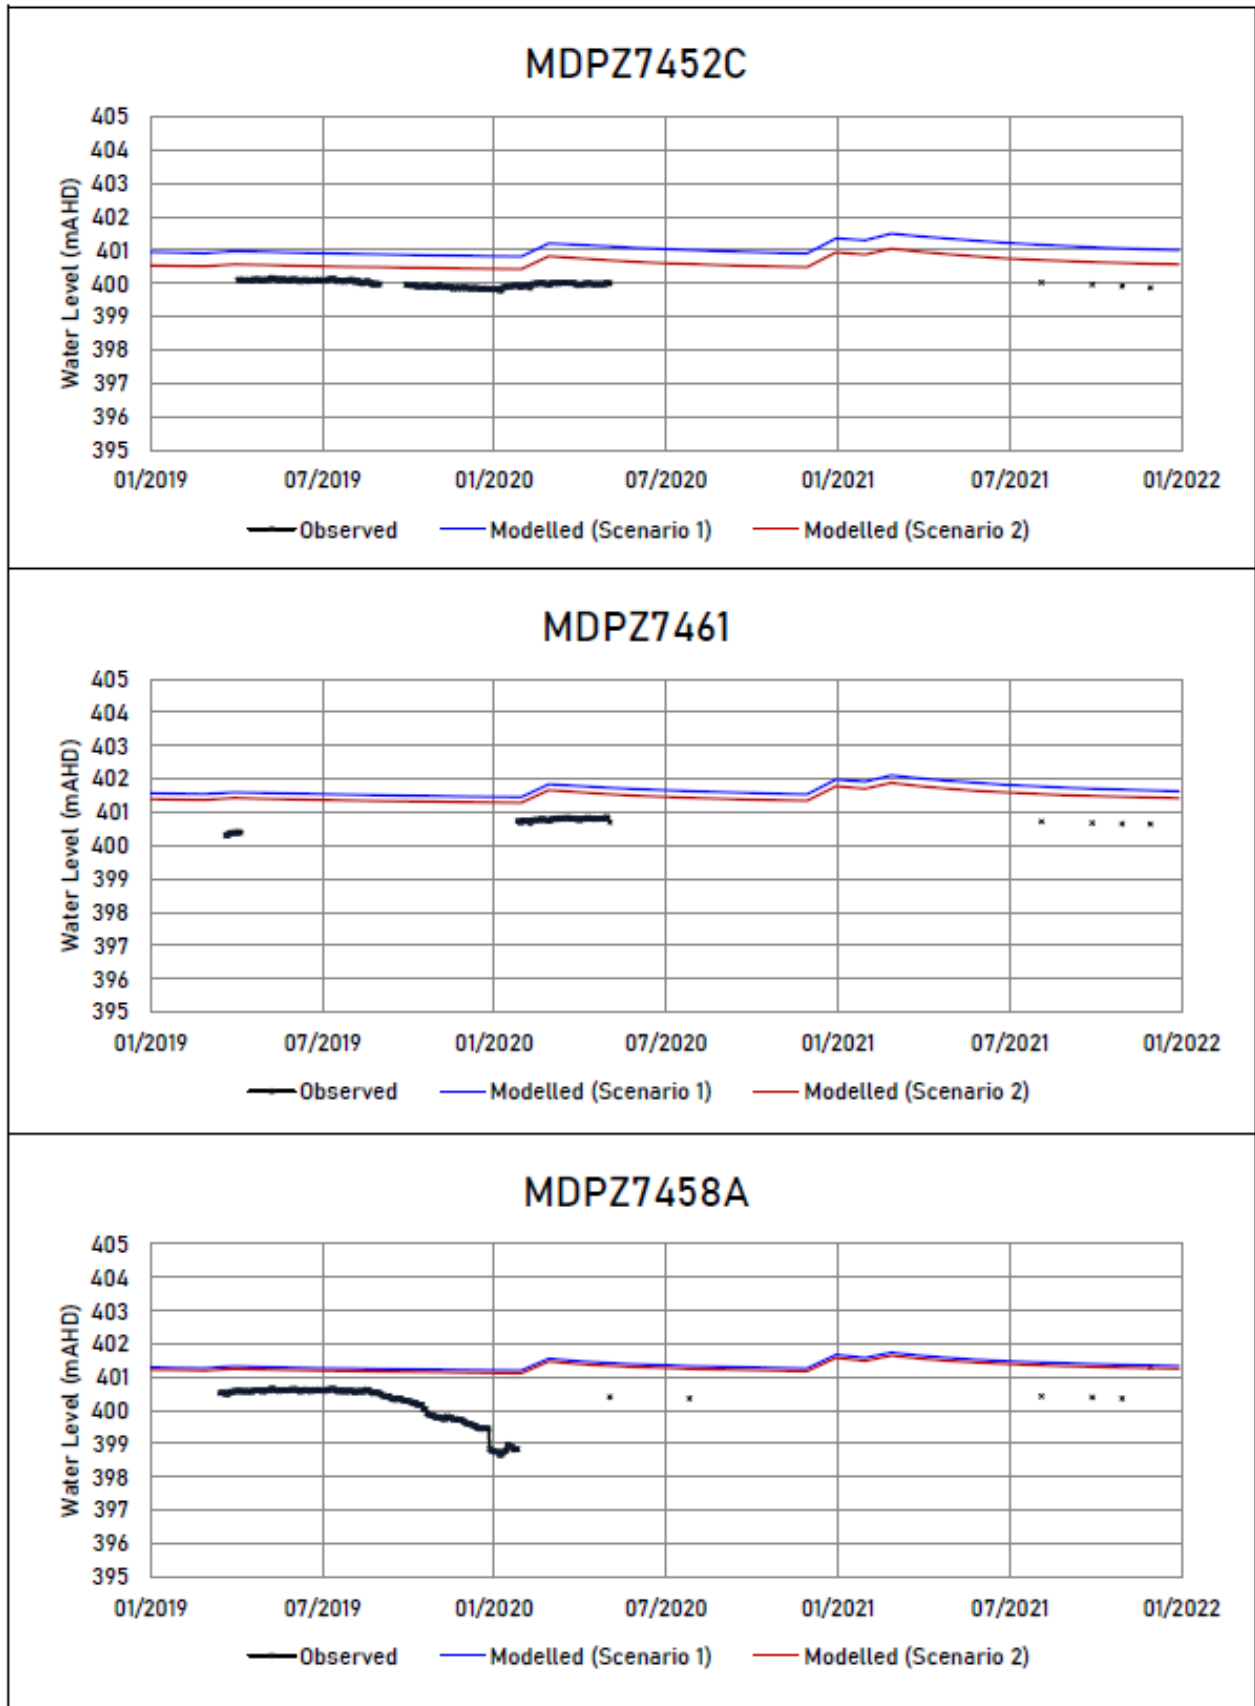 MDPZ7452C
Water Level (mAHD)
405
404
403
402
401
400
399
398
397
396
395
01/2019 07/2019 01/2020 07/2020 01/2021 07/2021 01/2022
Observed Modelled (Scenario 1) Modelled (Scenario 2)
MDPZ7461
Water Level (mAHD)
405
404
403
402
401
400
399
398
397
396
395
01/2019 07/2019 01/2020 07/2020 01/2021 07/2021 01/2022
Observed Modelled (Scenario 1) Modelled (Scenario 2)
MDPZ7458A
Water Level (mAHD)
405
404
403
402
401
400
399
398
397
396
395
01/2019 07/2019 01/2020 07/2020 01/2021 07/2021 01/2022
Observed Modelled (Scenario 1) Modelled (Scenario 2)